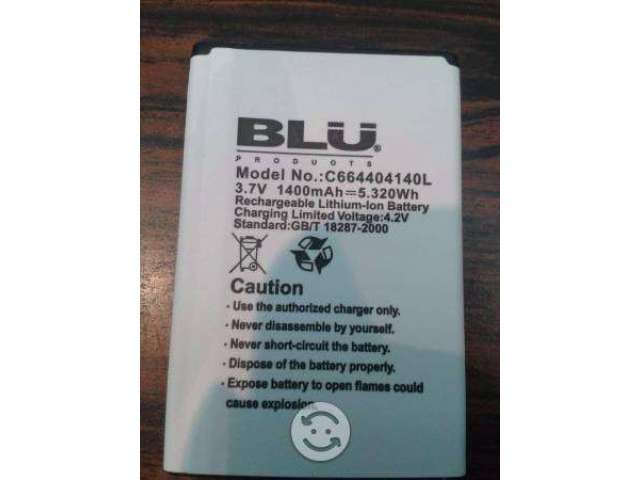 BLU®
PRODUCTS
Model No.:C664404140L
3.7V 1400mAh=5.320Wh
Rechargeable Lithium-Ion Battery
Charging Limited Voltage:4.2V
Standard:GB/T 18287-2000
Caution
· Use the authorized charger only.
· Never disassemble by yourself.
· Never short-circuit the battery.
· Dispose of the battery properly.
· Expose battery to open flames could
cause explosion.